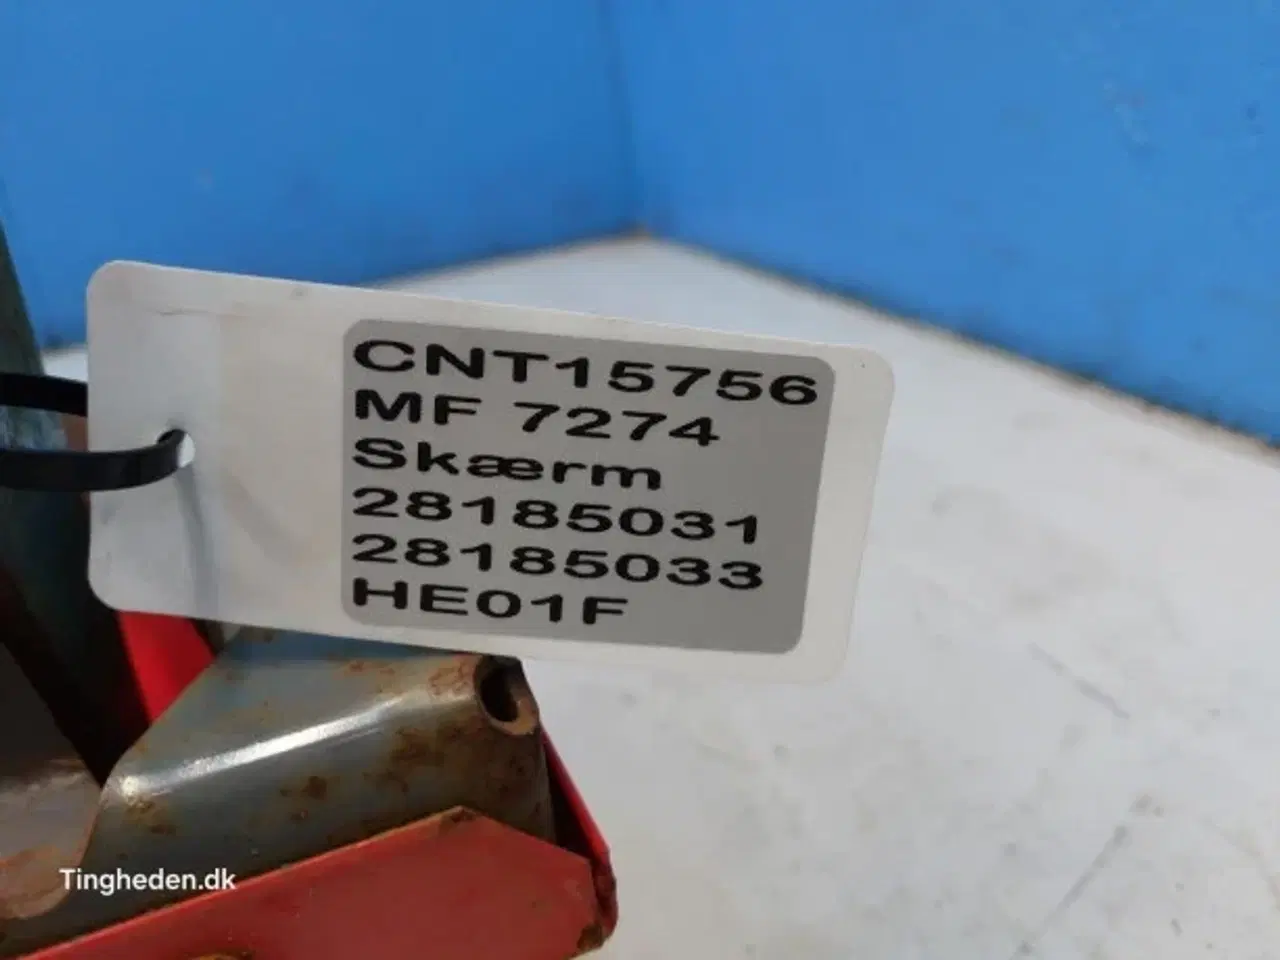 CNT15756
MF 7274
Skærm
28185031
28185033
HE01F
Tingheden.dk